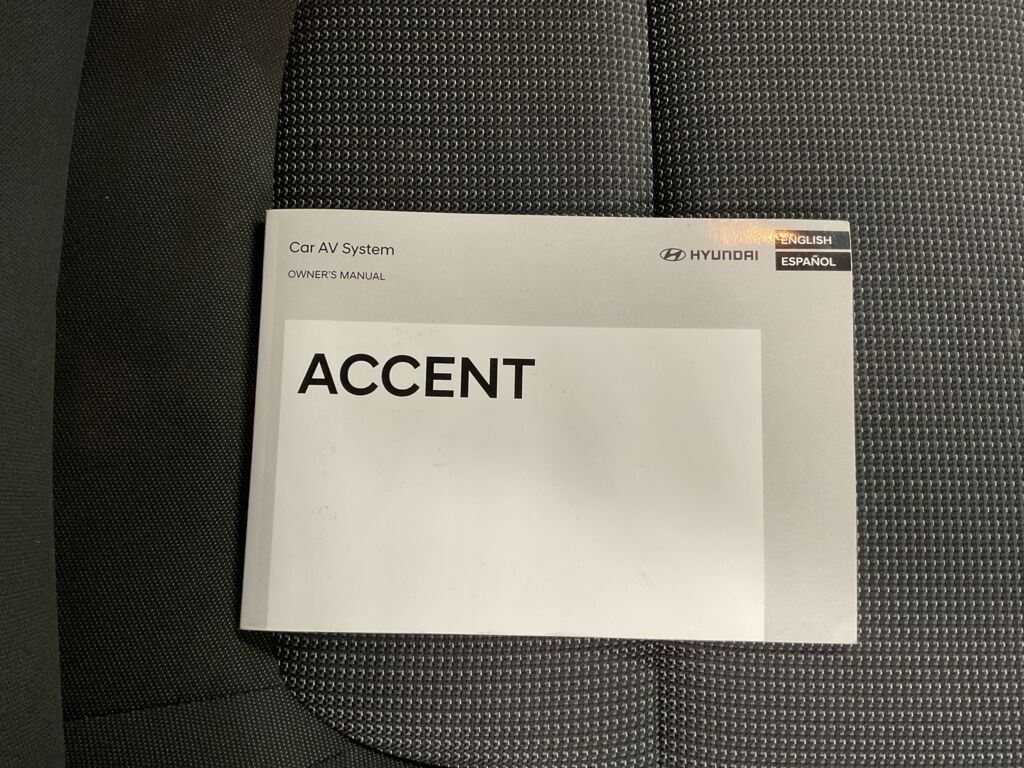 Car AV System
OWNER'S MANUAL
HYUNDAI
ENGLISH
ESPAÑOL
ACCENT